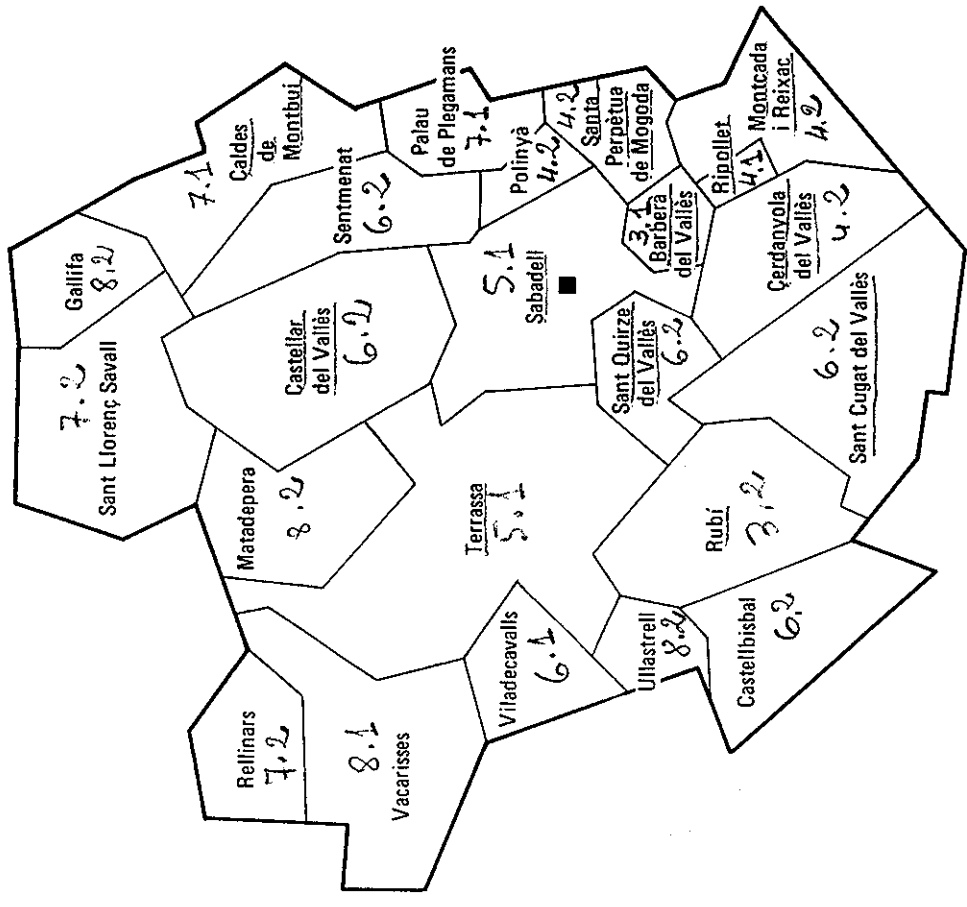 Gallifa
8.2
7.2
Sant Llorenç Savall
7.1
Caldes
de
Montbui
Sentmenat
6.2
Palau
de Plegamans
7.1
Polinyà
4.2
4.2
Santa
Perpètua
de Mogoda
Castellar
del Vallès
6.2
5.1
Sabadell
3,1
Barberà
del Vallès
Ripollet
4.1
Montcada
i Reixac
4.2
Matadepera
8.2
Terrassa
5.1
Sant Quirze
del Vallès
6.2
Cerdanyola
del Vallès
4.2
6.2
Sant Cugat del Vallès
Rellinars
7.2
8.1
Vacarisses
Viladecavalls
6.1
Ullastrell
8.2
Rubí
3,2
Castellbisbal
6.2